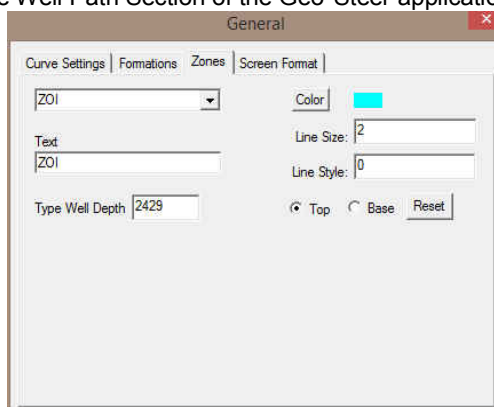 e Well Path Section of the Geo-Steer applicatio
General
Curve Settings Formations Zones Screen Format
ZOI Color
Text Line Size: 2
ZOI Line Style: 0
Type Well Depth 2429 Top Base Reset